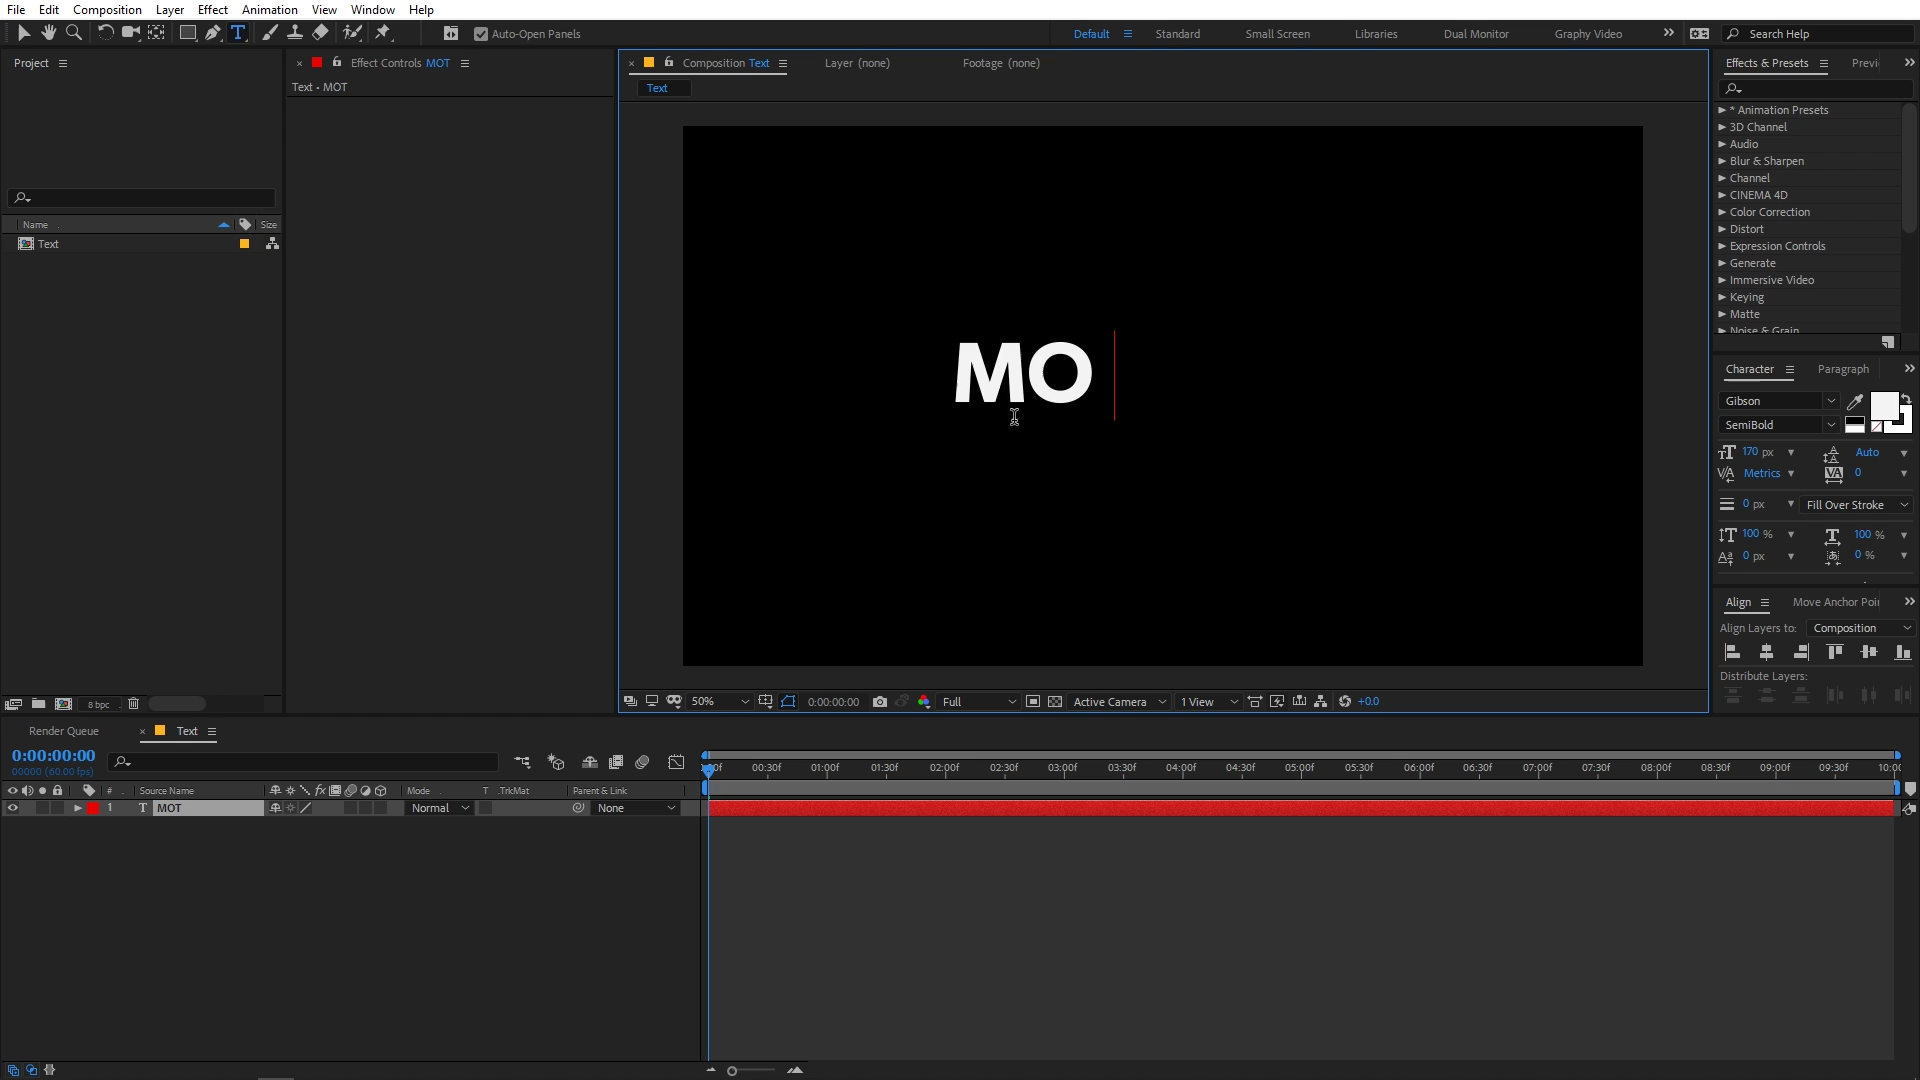 File Edit Composition Layer Effect Animation View Window Help
Auto-Open Panels Default Standard Small Screen Libraries Dual Monitor Graphy Video Search Help
Project
Effect Controls MOT
Text • MOT
Composition Text Layer (none) Footage (none)
Text
Effects & Presets Previ
* Animation Presets
3D Channel
Audio
Blur & Sharpen
Channel
CINEMA 4D
Color Correction
Distort
Expression Controls
Generate
Immersive Video
Keying
Matte
Noise & Grain
Name Size
Text
MO
Character Paragraph
Gibson
SemiBold
170 px Auto
Metrics 0
0 px Fill Over Stroke
100 % 100 %
0 px 0 %
Align Move Anchor Poi
Align Layers to: Composition
Distribute Layers:
8 bpc
50% 0:00:00:00 Full Active Camera 1 View +0.0
Render Queue Text
0:00:00:00
00000 (60.00 fps)
00:30f 01:00f 01:30f 02:00f 02:30f 03:00f 03:30f 04:00f 04:30f 05:00f 05:30f 06:00f 06:30f 07:00f 07:30f 08:00f 08:30f 09:00f 09:30f 10:00
# Source Name Mode T .TrkMat Parent & Link
1 T MOT Normal None